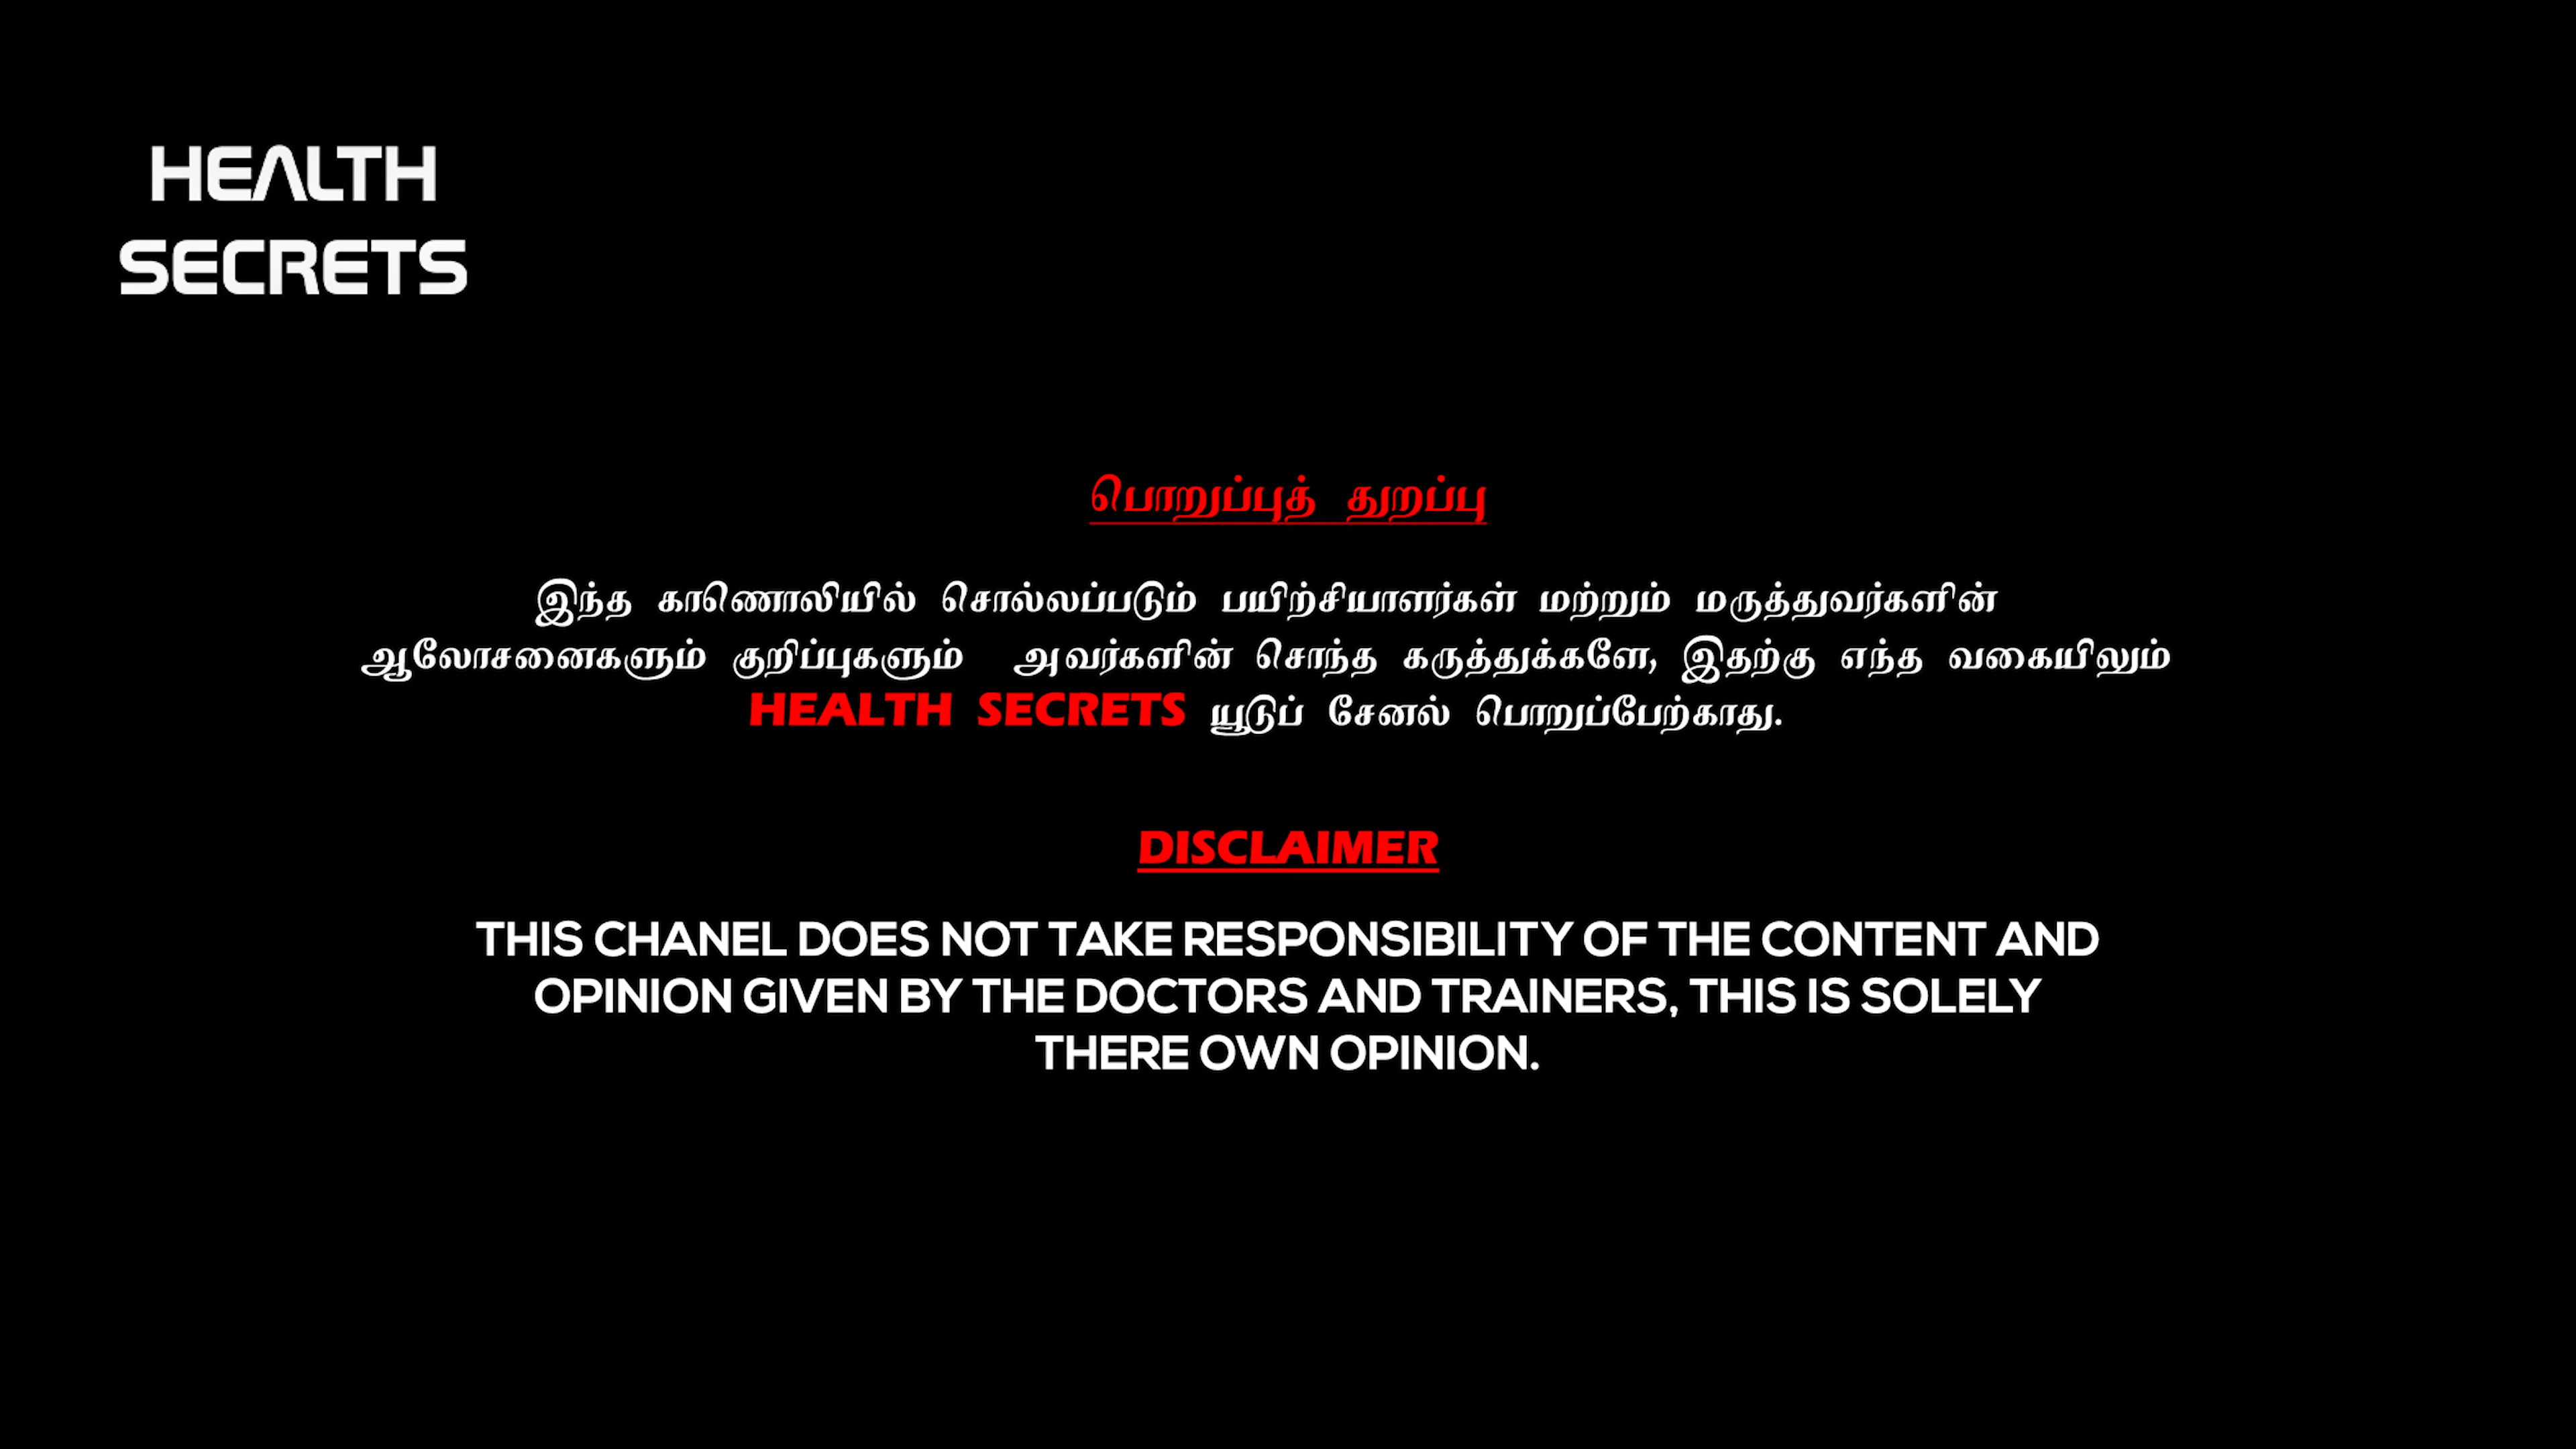 HEALTH
SECRETS
பொறுப்புத் துறப்பு
இந்த காணொலியில் சொல்லப்படும் பயிற்சியாளர்கள் மற்றும் மருத்துவர்களின்
ஆலோசனைகளும் குறிப்புகளும் அவர்களின் சொந்த கருத்துக்களே, இதற்கு எந்த வகையிலும்
HEALTH SECRETS யூடுப் சேனல் பொறுப்பேற்காது.
DISCLAIMER
THIS CHANEL DOES NOT TAKE RESPONSIBILITY OF THE CONTENT AND
OPINION GIVEN BY THE DOCTORS AND TRAINERS, THIS IS SOLELY
THERE OWN OPINION.